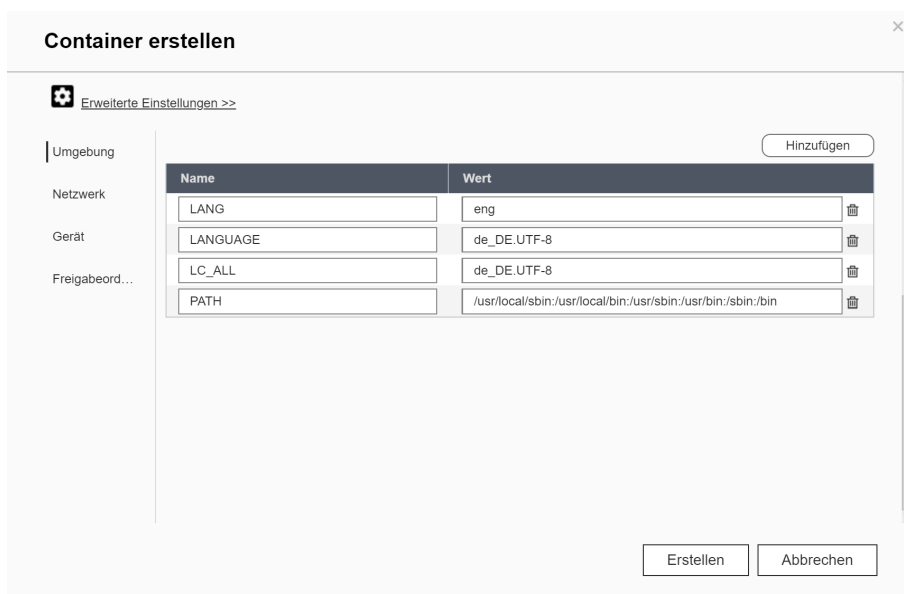 Container erstellen
Erweiterte Einstellungen >>
Umgebung
Netzwerk
Gerät
Freigabeord...
Hinzufügen
Name Wert
LANG eng
LANGUAGE de_DE.UTF-8
LC_ALL de_DE.UTF-8
PATH /usr/local/sbin:/usr/local/bin:/usr/sbin:/usr/bin:/sbin:/bin
Erstellen Abbrechen